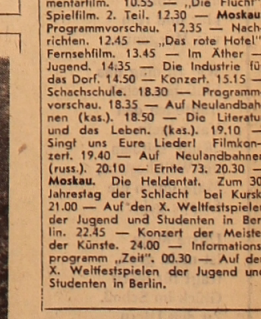 mentarfilm. 10.55 — „Die Flucht"
Spielfilm. 2. Teil. 12.30 — Moskau
Programmvorschau. 12.35 — Nach-
richten. 12.45 — „Das rote Hotel"
Fernsehfilm. 13.45 — Im Äther —
Jugend. 14.35 — Die Industrie fü
das Dorf. 14.50 — Konzert. 15.15 —
Schachschule. 18.30 — Programm
vorschau. 18.35 — Auf Neulandbah
nen (kas.). 18.50 — Die Literatu
und das Leben. (kas.). 19.10 —
Singt uns Eure Lieder! Filmkon-
zert. 19.40 — Auf Neulandbahnen
(russ.). 20.10 — Ernte 73. 20.30 —
Moskau. Die Heldentat. Zum 30
Jahrestag der Schlacht bei Kursk
21.00 — Auf den X. Weltfestspiele
der Jugend und Studenten in Ber
lin. 22.45 — Konzert der Meiste
der Künste. 24.00 — Informations
programm „Zeit". 00.30 — Auf de
X. Weltfestspielen der Jugend un
Studenten in Berlin.